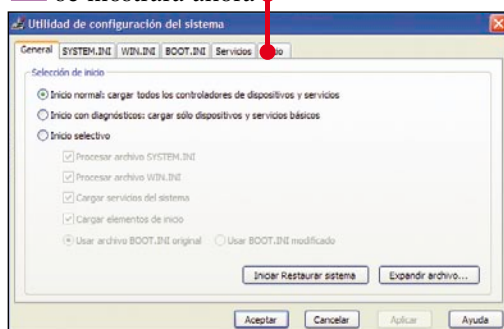 se mostrará ahora
Utilidad de configuración del sistema
General SYSTEM.INI WIN.INI BOOT.INI Servicios
Selección de inicio
Inicio normal: cargar todos los controladores de dispositivos y servicios
Inicio con diagnósticos: cargar sólo dispositivos y servicios básicos
Inicio selectivo
Procesar archivo SYSTEM.INI
Procesar archivo WIN.INI
Cargar servicios del sistema
Cargar elementos de inicio
Usar archivo BOOT.INI original Usar BOOT.INI modificado
Iniciar Restaurar sistema Expandir archivo...
Aceptar Cancelar Aplicar Ayuda